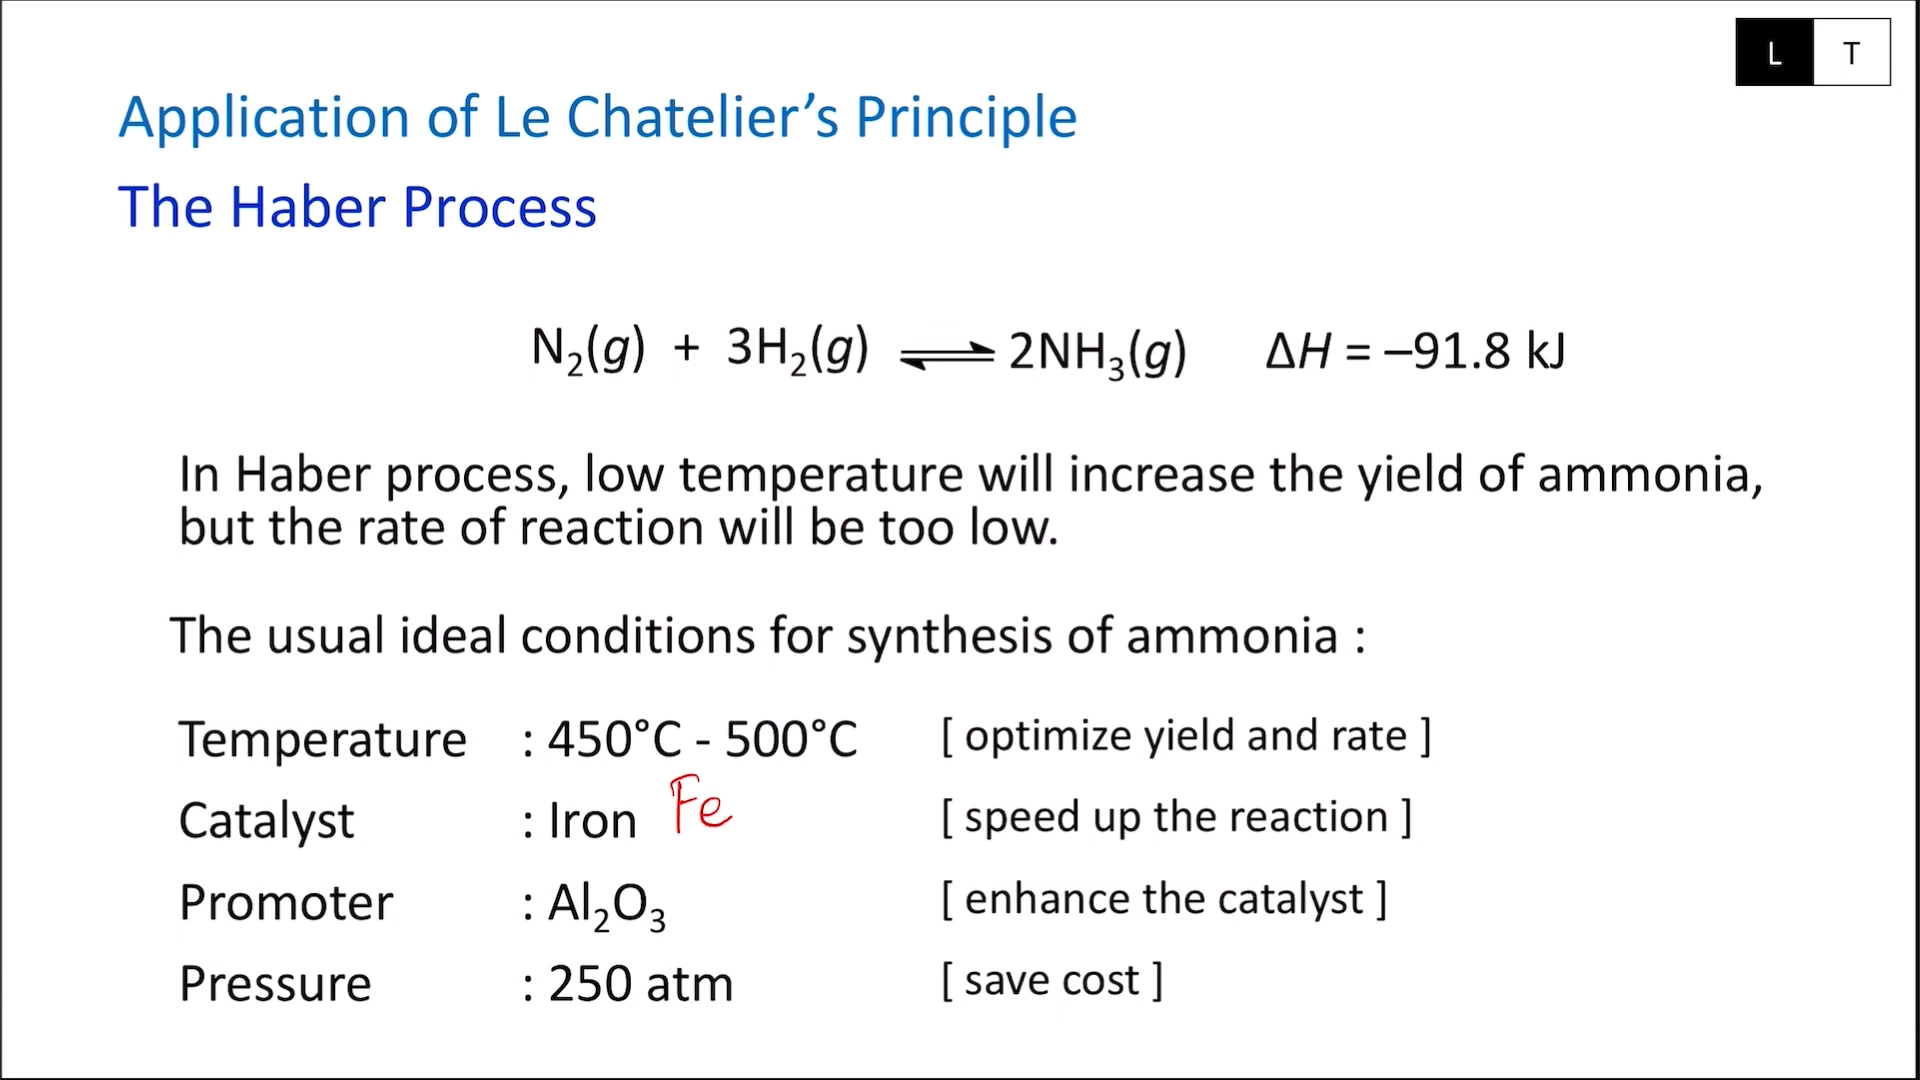 L T
Application of Le Chatelier’s Principle
The Haber Process
N₂(g) + 3H₂(g) ⇌ 2NH₃(g) ΔH = –91.8 kJ
In Haber process, low temperature will increase the yield of ammonia,
but the rate of reaction will be too low.
The usual ideal conditions for synthesis of ammonia :
Temperature : 450°C - 500°C [ optimize yield and rate ]
Catalyst : Iron Fe [ speed up the reaction ]
Promoter : Al₂O₃ [ enhance the catalyst ]
Pressure : 250 atm [ save cost ]